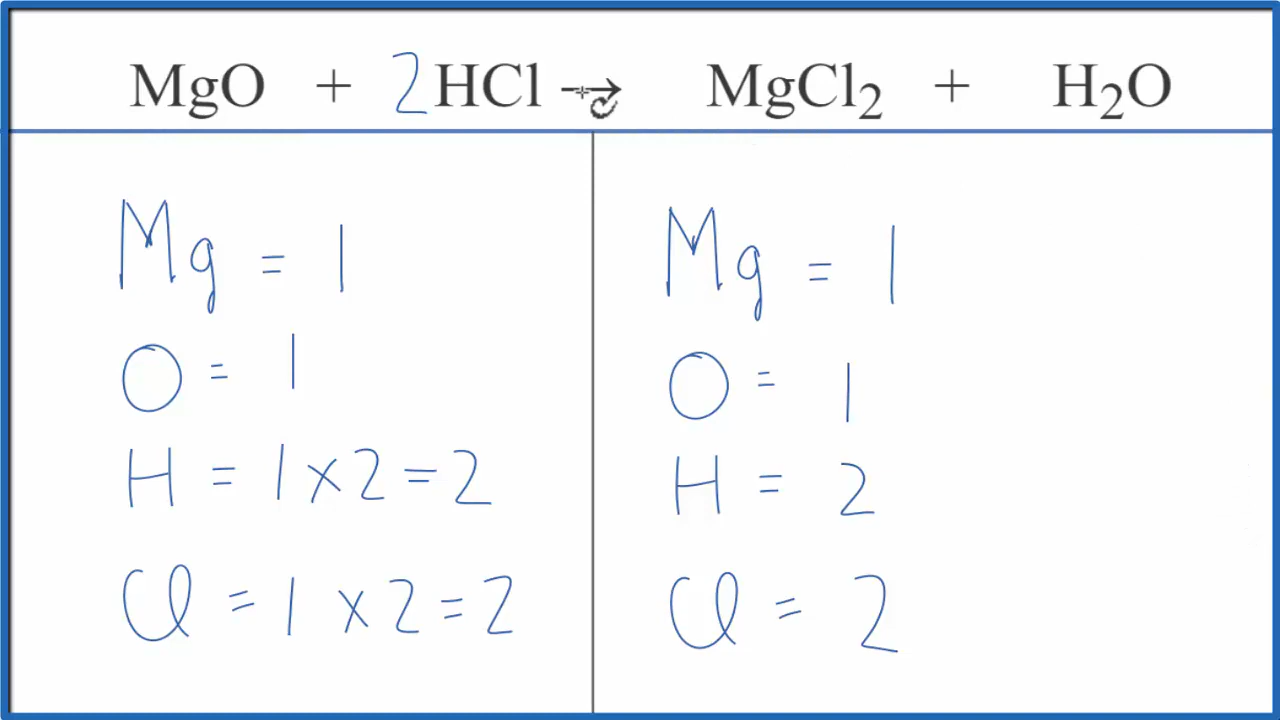 MgO + 2HCl → MgCl₂ + H₂O
Mg = 1
O = 1
H = 1 x 2 = 2
Cl = 1 x 2 = 2
Mg = 1
O = 1
H = 2
Cl = 2